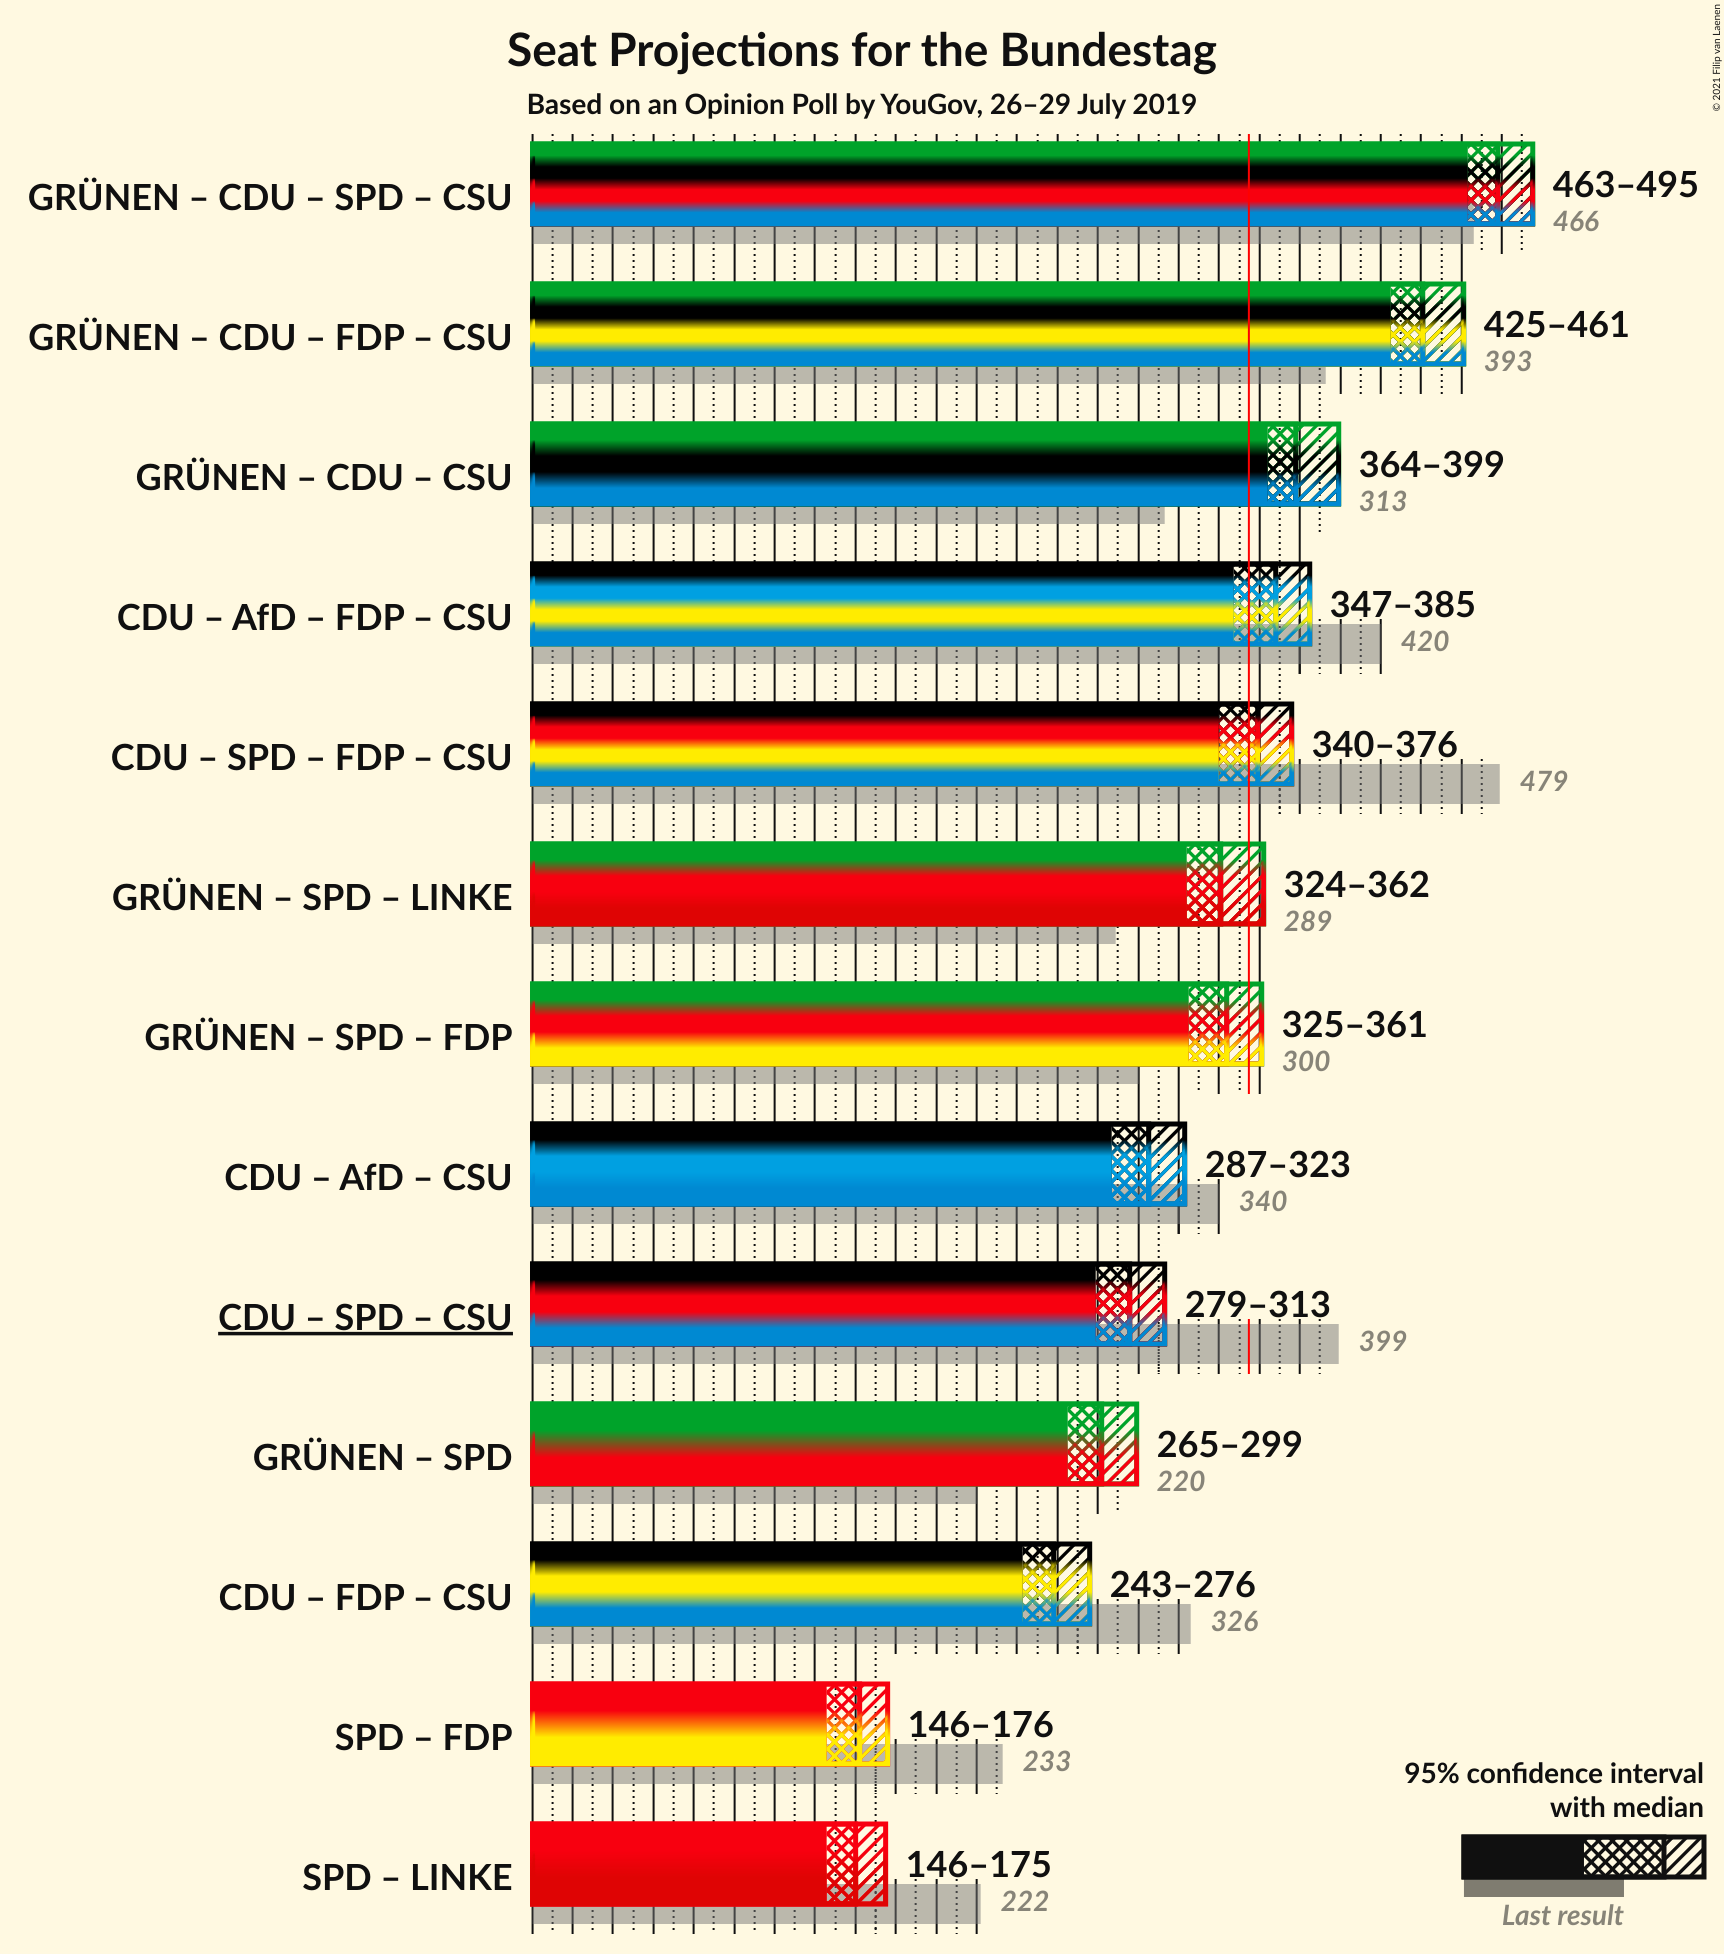 Seat Projections for the Bundestag
Based on an Opinion Poll by YouGov, 26–29 July 2019
© 2021 Filip van Laenen
GRÜNEN – CDU – SPD – CSU
463–495
466
GRÜNEN – CDU – FDP – CSU
425–461
393
GRÜNEN – CDU – CSU
364–399
313
CDU – AfD – FDP – CSU
347–385
420
CDU – SPD – FDP – CSU
340–376
479
GRÜNEN – SPD – LINKE
324–362
289
GRÜNEN – SPD – FDP
325–361
300
CDU – AfD – CSU
287–323
340
CDU – SPD – CSU
279–313
399
GRÜNEN – SPD
265–299
220
CDU – FDP – CSU
243–276
326
SPD – FDP
146–176
233
SPD – LINKE
146–175
222
95% confidence interval
with median
Last result